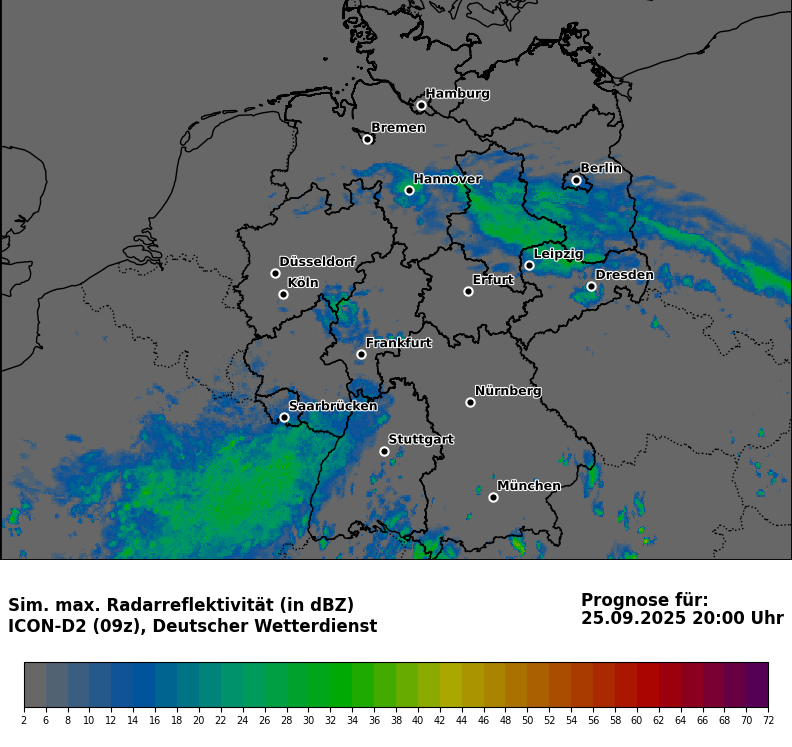 Hamburg
Bremen
Berlin
Hannover
Leipzig
Düsseldorf
Dresden
Köln
Erfurt
Frankfurt
Nürnberg
Saarbrücken
Stuttgart
München
Sim. max. Radarreflektivität (in dBZ)
ICON-D2 (09z), Deutscher Wetterdienst
Prognose für:
25.09.2025 20:00 Uhr
2 6 8 10 12 14 16 18 20 22 24 26 28 30 32 34 36 38 40 42 44 46 48 50 52 54 56 58 60 62 64 66 68 70 72